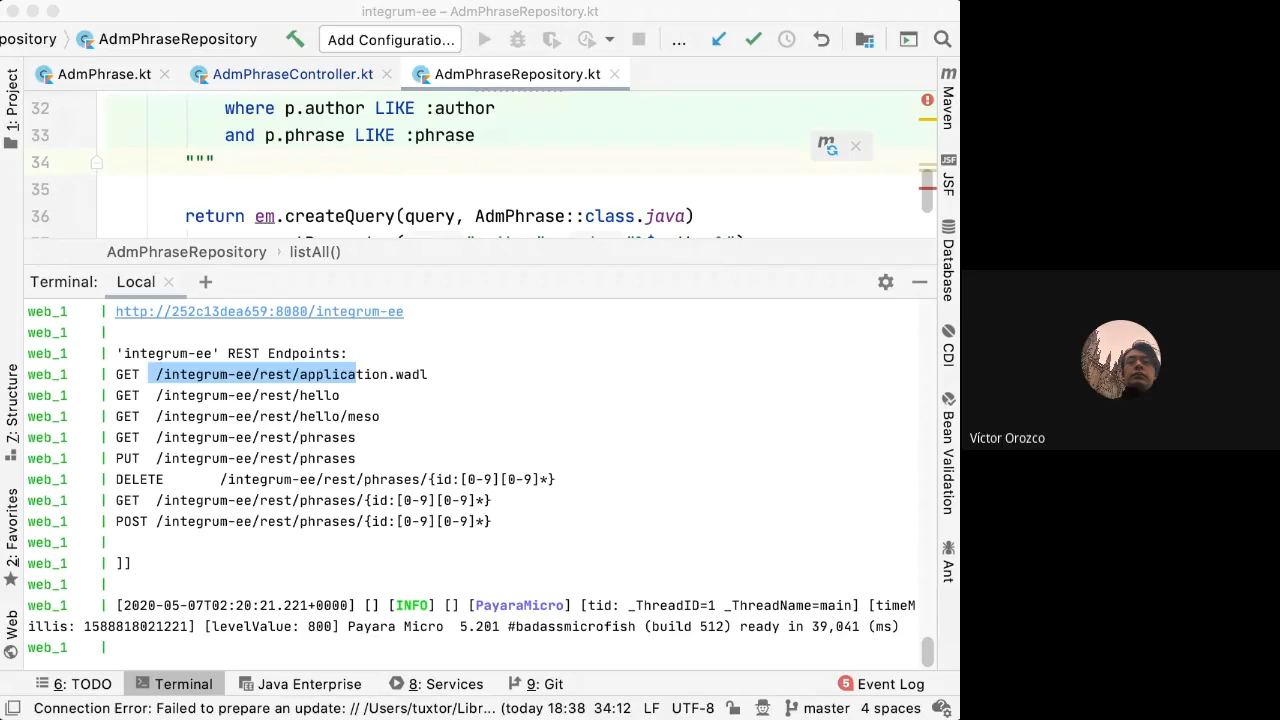 integrum-ee – AdmPhraseRepository.kt
pository 〉 AdmPhraseRepository
Add Configuratio...
...
AdmPhrase.kt
AdmPhraseController.kt
AdmPhraseRepository.kt
32 where p.author LIKE :author
33 and p.phrase LIKE :phrase
34 """
35
36 return em.createQuery(query, AdmPhrase::class.java)
AdmPhraseRepository › listAll()
Terminal: Local +
web_1 | http://252c13dea659:8080/integrum-ee
web_1 |
web_1 | 'integrum-ee' REST Endpoints:
web_1 | GET /integrum-ee/rest/application.wadl
web_1 | GET /integrum-ee/rest/hello
web_1 | GET /integrum-ee/rest/hello/meso
web_1 | GET /integrum-ee/rest/phrases
web_1 | PUT /integrum-ee/rest/phrases
web_1 | DELETE /integrum-ee/rest/phrases/{id:[0-9][0-9]*}
web_1 | GET /integrum-ee/rest/phrases/{id:[0-9][0-9]*}
web_1 | POST /integrum-ee/rest/phrases/{id:[0-9][0-9]*}
web_1 |
web_1 | ]]
web_1 |
web_1 | [2020-05-07T02:20:21.221+0000] [] [INFO] [] [PayaraMicro] [tid: _ThreadID=1 _ThreadName=main] [timeM
illis: 1588818021221] [levelValue: 800] Payara Micro 5.201 #badassmicrofish (build 512) ready in 39,041 (ms)
web_1 |
6: TODO
Terminal
Java Enterprise
8: Services
9: Git
5 Event Log
Connection Error: Failed to prepare an update: // /Users/tuxtor/Libr... (today 18:38
34:12
LF
UTF-8
master
4 spaces
1: Project
Z: Structure
2: Favorites
Web
m
Maven
JSF
JSF
Database
CDI
Bean Validation
Ant
Víctor Orozco